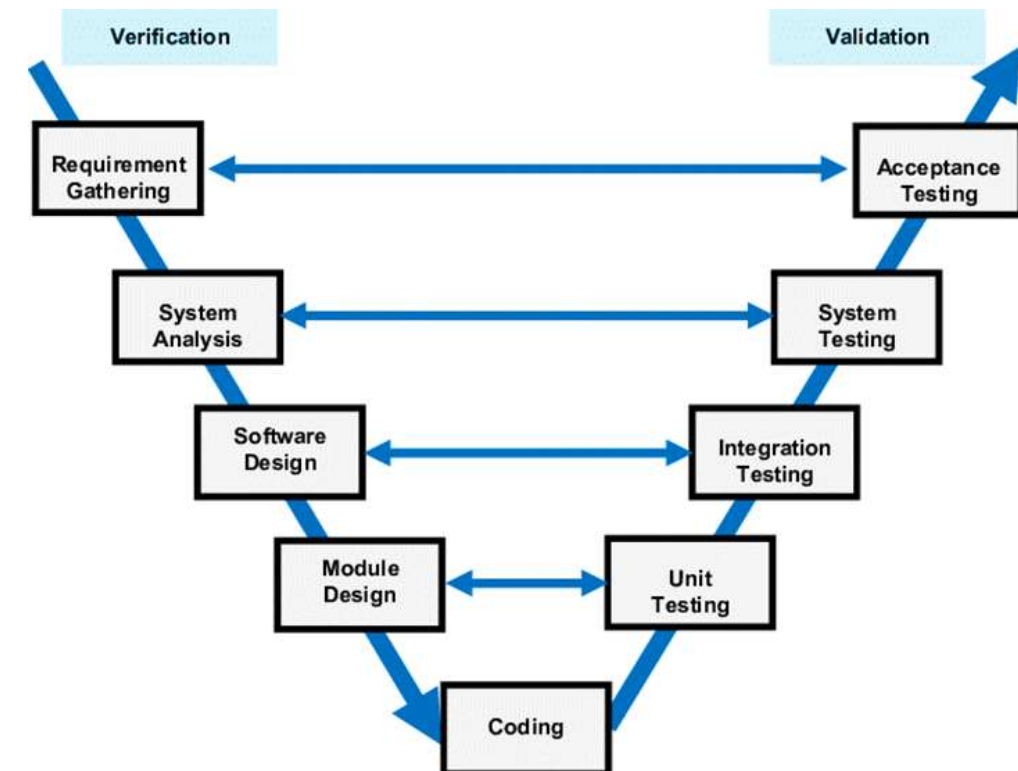 Verification
Validation
Requirement
Gathering
Acceptance
Testing
System
Analysis
System
Testing
Software
Design
Integration
Testing
Module
Design
Unit
Testing
Coding